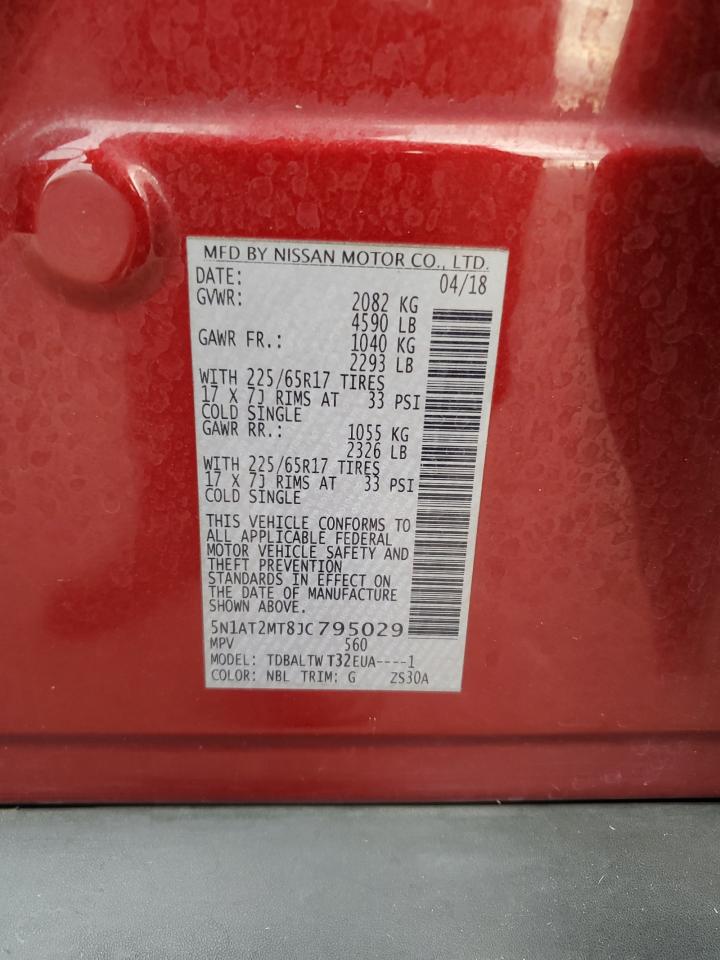 MFD BY NISSAN MOTOR CO., LTD.
DATE: 04/18
GVWR: 2082 KG
4590 LB
GAWR FR.: 1040 KG
2293 LB
WITH 225/65R17 TIRES
17 X 7J RIMS AT 33 PSI
COLD SINGLE
GAWR RR.: 1055 KG
2326 LB
WITH 225/65R17 TIRES
17 X 7J RIMS AT 33 PSI
COLD SINGLE
THIS VEHICLE CONFORMS TO
ALL APPLICABLE FEDERAL
MOTOR VEHICLE SAFETY AND
THEFT PREVENTION
STANDARDS IN EFFECT ON
THE DATE OF MANUFACTURE
SHOWN ABOVE.
5N1AT2MT8JC795029
MPV 560
MODEL: TDBALTW T32EUA----1
COLOR: NBL TRIM: G ZS30A